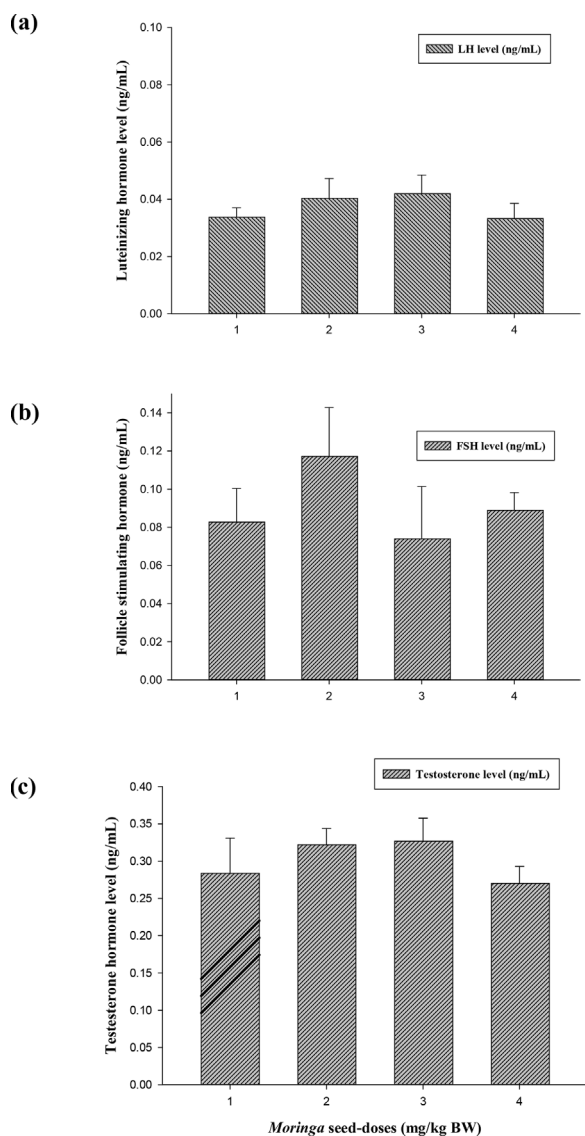 (a)
0.10
0.08
0.06
0.04
0.02
0.00
Luteinizing hormone level (ng/mL)
LH level (ng/mL)
1 2 3 4
(b)
0.14
0.12
0.10
0.08
0.06
0.04
0.02
0.00
Follicle stimulating hormone (ng/mL)
FSH level (ng/mL)
1 2 3 4
(c)
0.40
0.35
0.30
0.25
0.20
0.15
0.10
0.05
0.00
Testesterone hormone level (ng/mL)
Testosterone level (ng/mL)
1 2 3 4
Moringa seed-doses (mg/kg BW)